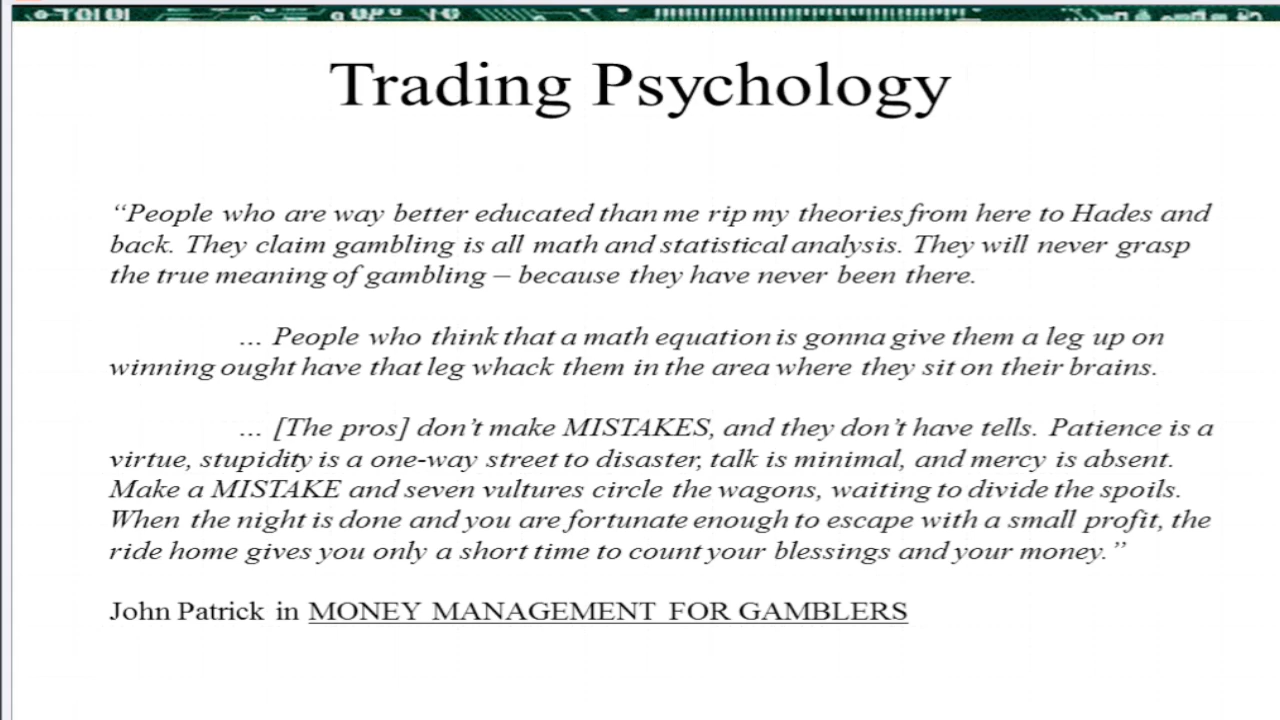 Trading Psychology
“People who are way better educated than me rip my theories from here to Hades and
back. They claim gambling is all math and statistical analysis. They will never grasp
the true meaning of gambling – because they have never been there.
... People who think that a math equation is gonna give them a leg up on
winning ought have that leg whack them in the area where they sit on their brains.
... [The pros] don’t make MISTAKES, and they don’t have tells. Patience is a
virtue, stupidity is a one-way street to disaster, talk is minimal, and mercy is absent.
Make a MISTAKE and seven vultures circle the wagons, waiting to divide the spoils.
When the night is done and you are fortunate enough to escape with a small profit, the
ride home gives you only a short time to count your blessings and your money.”
John Patrick in MONEY MANAGEMENT FOR GAMBLERS